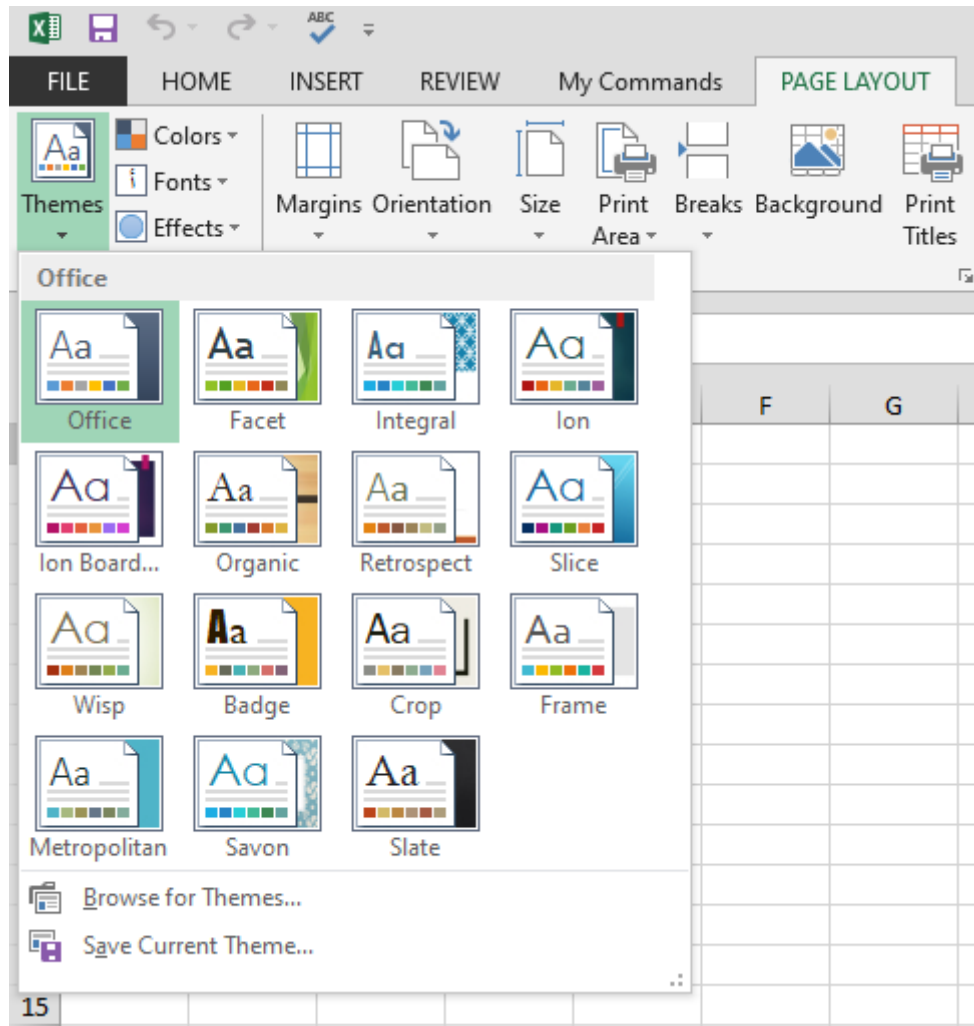 ABC
FILE HOME INSERT REVIEW My Commands PAGE LAYOUT
Aa Colors
Fonts
Themes Effects
Margins Orientation Size Print Area Breaks Background Print Titles
Office
Aa Aa Aa Aa
Office Facet Integral Ion
F G
Aa Aa Aa Aa
Ion Board... Organic Retrospect Slice
Aa Aa Aa Aa
Wisp Badge Crop Frame
Aa Aa Aa
Metropolitan Savon Slate
Browse for Themes...
Save Current Theme...
15